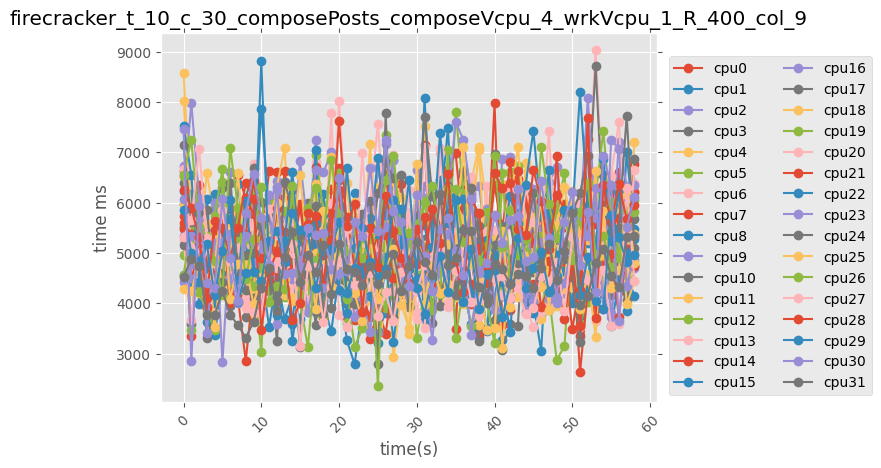 firecracker_t_10_c_30_composePosts_composeVcpu_4_wrkVcpu_1_R_400_col_9
time ms
9000
8000
7000
6000
5000
4000
3000
0
10
20
30
40
50
60
time(s)
cpu0
cpu1
cpu2
cpu3
cpu4
cpu5
cpu6
cpu7
cpu8
cpu9
cpu10
cpu11
cpu12
cpu13
cpu14
cpu15
cpu16
cpu17
cpu18
cpu19
cpu20
cpu21
cpu22
cpu23
cpu24
cpu25
cpu26
cpu27
cpu28
cpu29
cpu30
cpu31